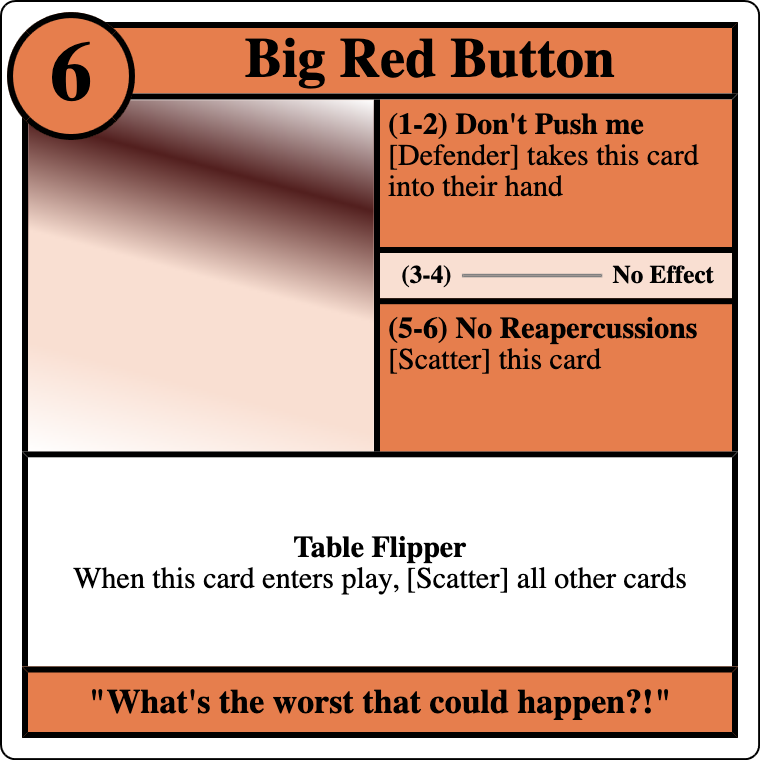 6
Big Red Button
(1-2) Don't Push me
[Defender] takes this card
into their hand
(3-4) No Effect
(5-6) No Reapercussions
[Scatter] this card
Table Flipper
When this card enters play, [Scatter] all other cards
"What's the worst that could happen?!"